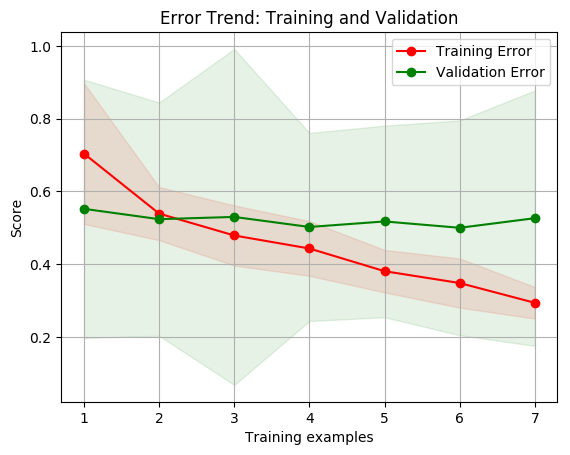 Error Trend: Training and Validation
Training Error
Validation Error
1.0
0.8
0.6
0.4
0.2
Score
1 2 3 4 5 6 7
Training examples